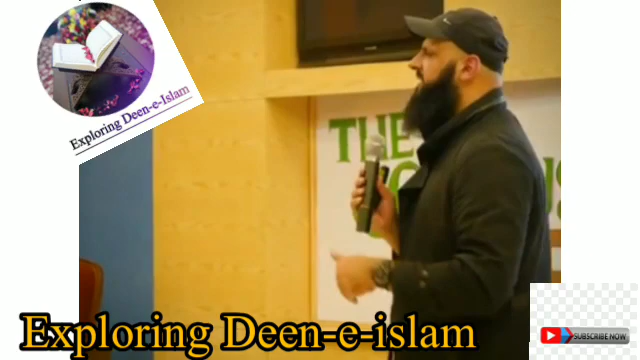 Exploring Deen-e-Islam
THE
Exploring Deen-e-islam
SUBSCRIBE NOW